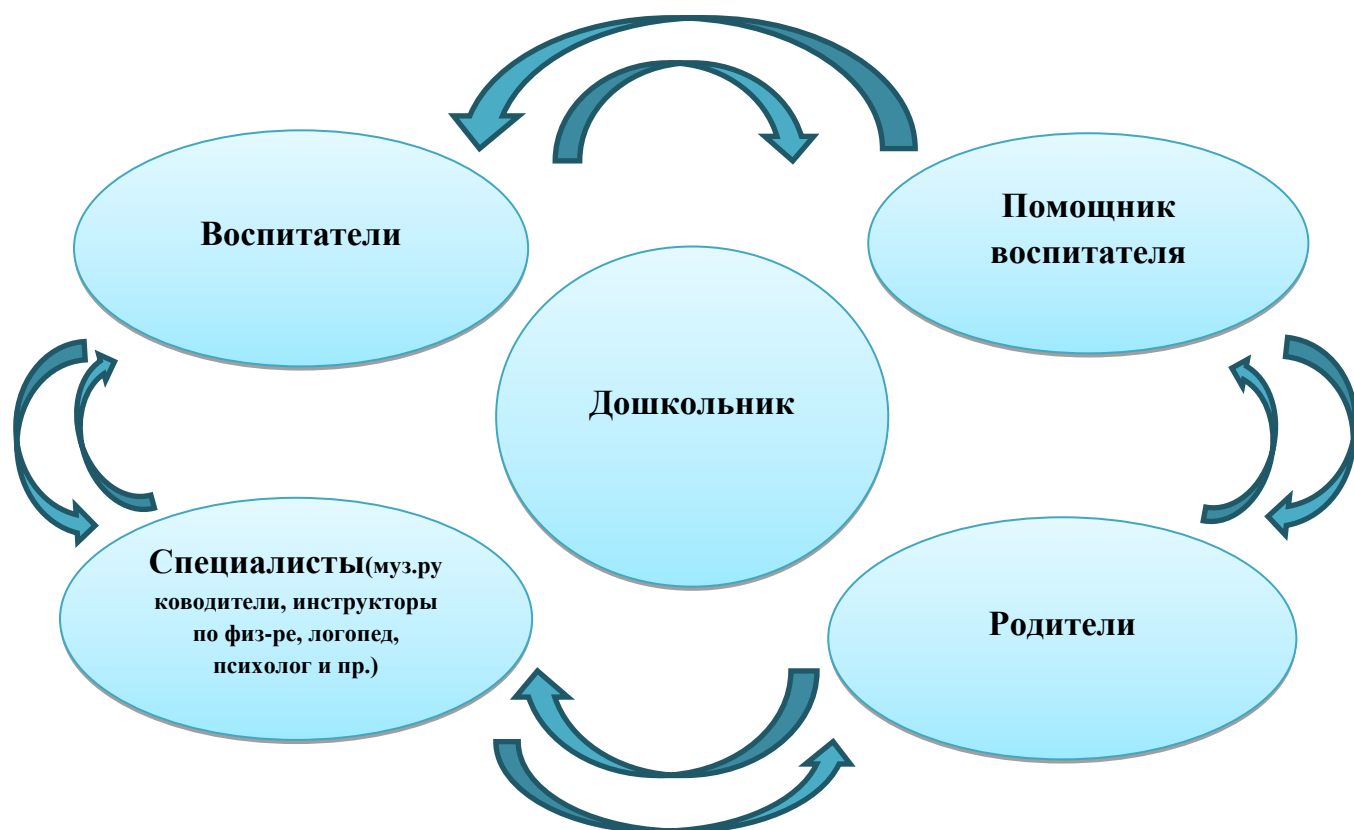 Воспитатели
Помощник
воспитателя
Дошкольник
Специалисты(муз.ру
ководители, инструкторы
по физ-ре, логопед,
психолог и пр.)
Родители